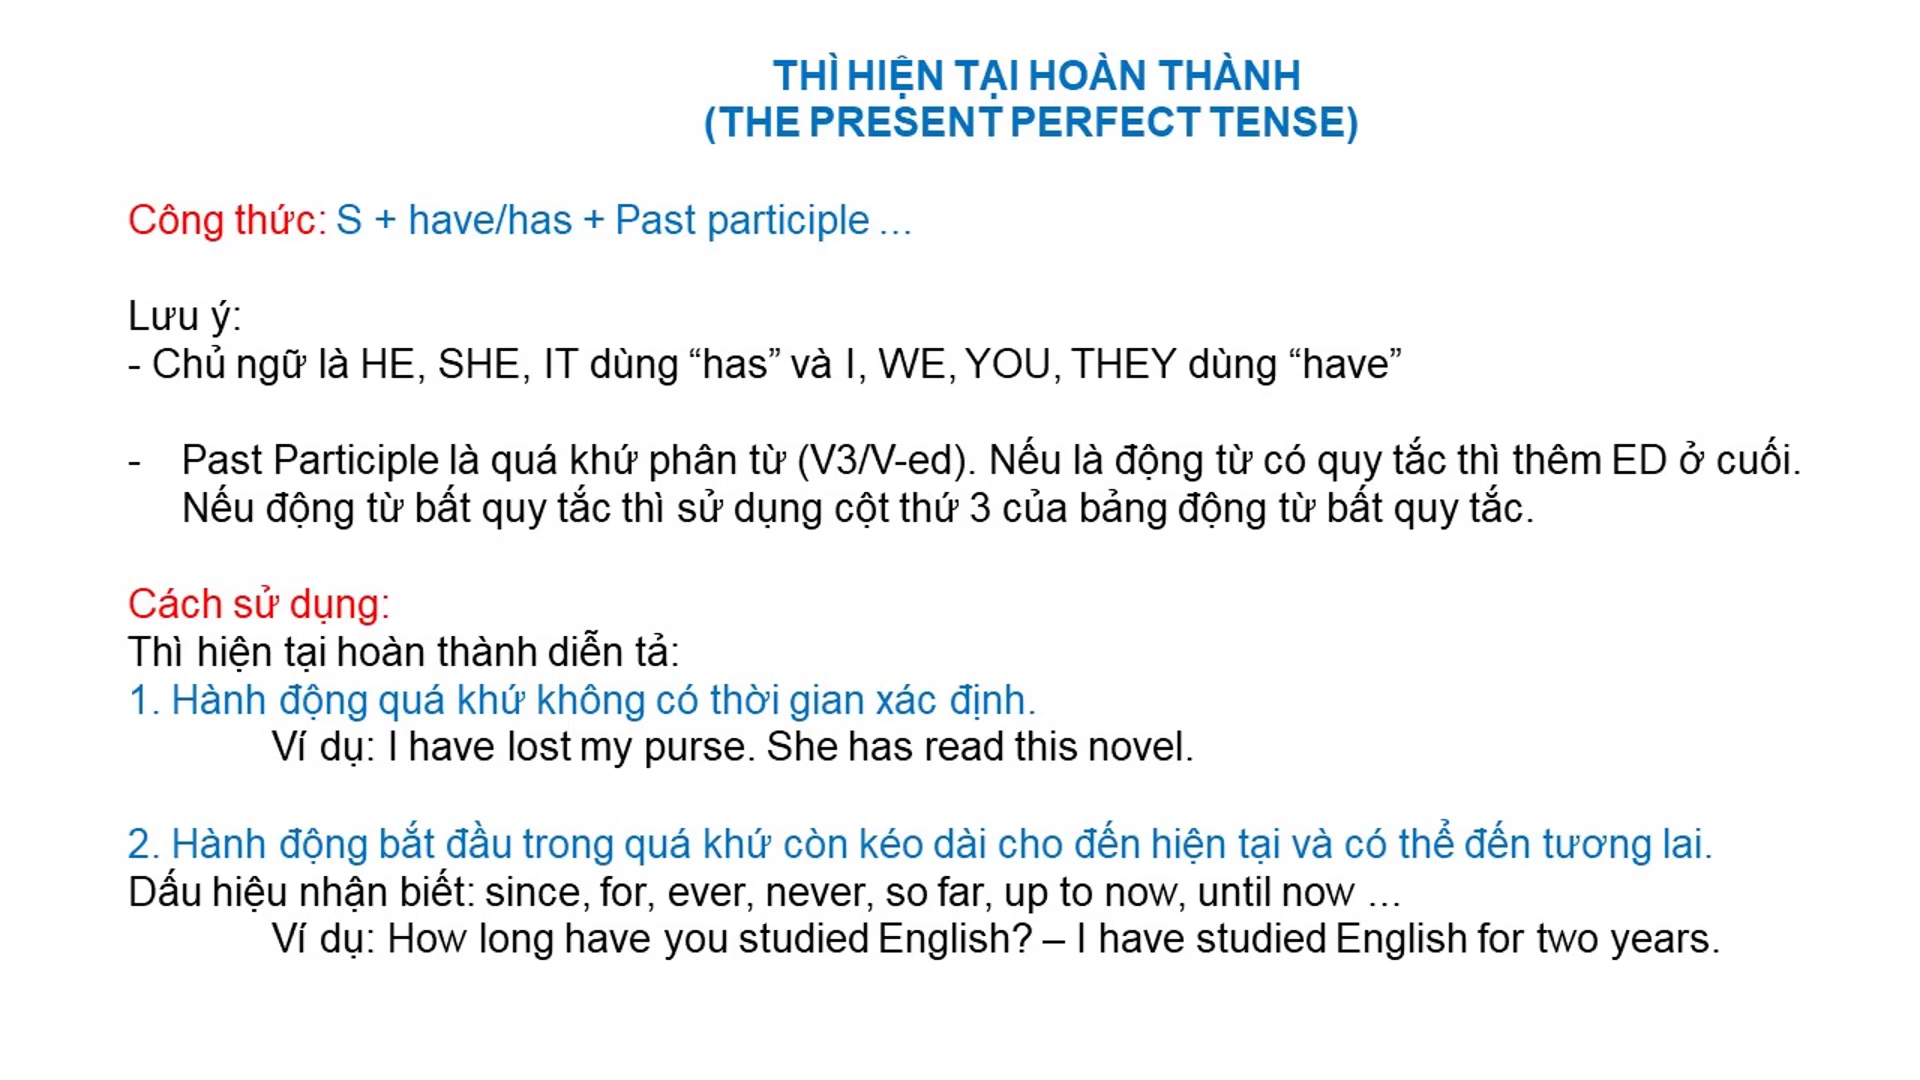 THÌ HIỆN TẠI HOÀN THÀNH
(THE PRESENT PERFECT TENSE)
Công thức: S + have/has + Past participle ...
Lưu ý:
- Chủ ngữ là HE, SHE, IT dùng “has” và I, WE, YOU, THEY dùng “have”
- Past Participle là quá khứ phân từ (V3/V-ed). Nếu là động từ có quy tắc thì thêm ED ở cuối.
Nếu động từ bất quy tắc thì sử dụng cột thứ 3 của bảng động từ bất quy tắc.
Cách sử dụng:
Thì hiện tại hoàn thành diễn tả:
1. Hành động quá khứ không có thời gian xác định.
Ví dụ: I have lost my purse. She has read this novel.
2. Hành động bắt đầu trong quá khứ còn kéo dài cho đến hiện tại và có thể đến tương lai.
Dấu hiệu nhận biết: since, for, ever, never, so far, up to now, until now ...
Ví dụ: How long have you studied English? – I have studied English for two years.